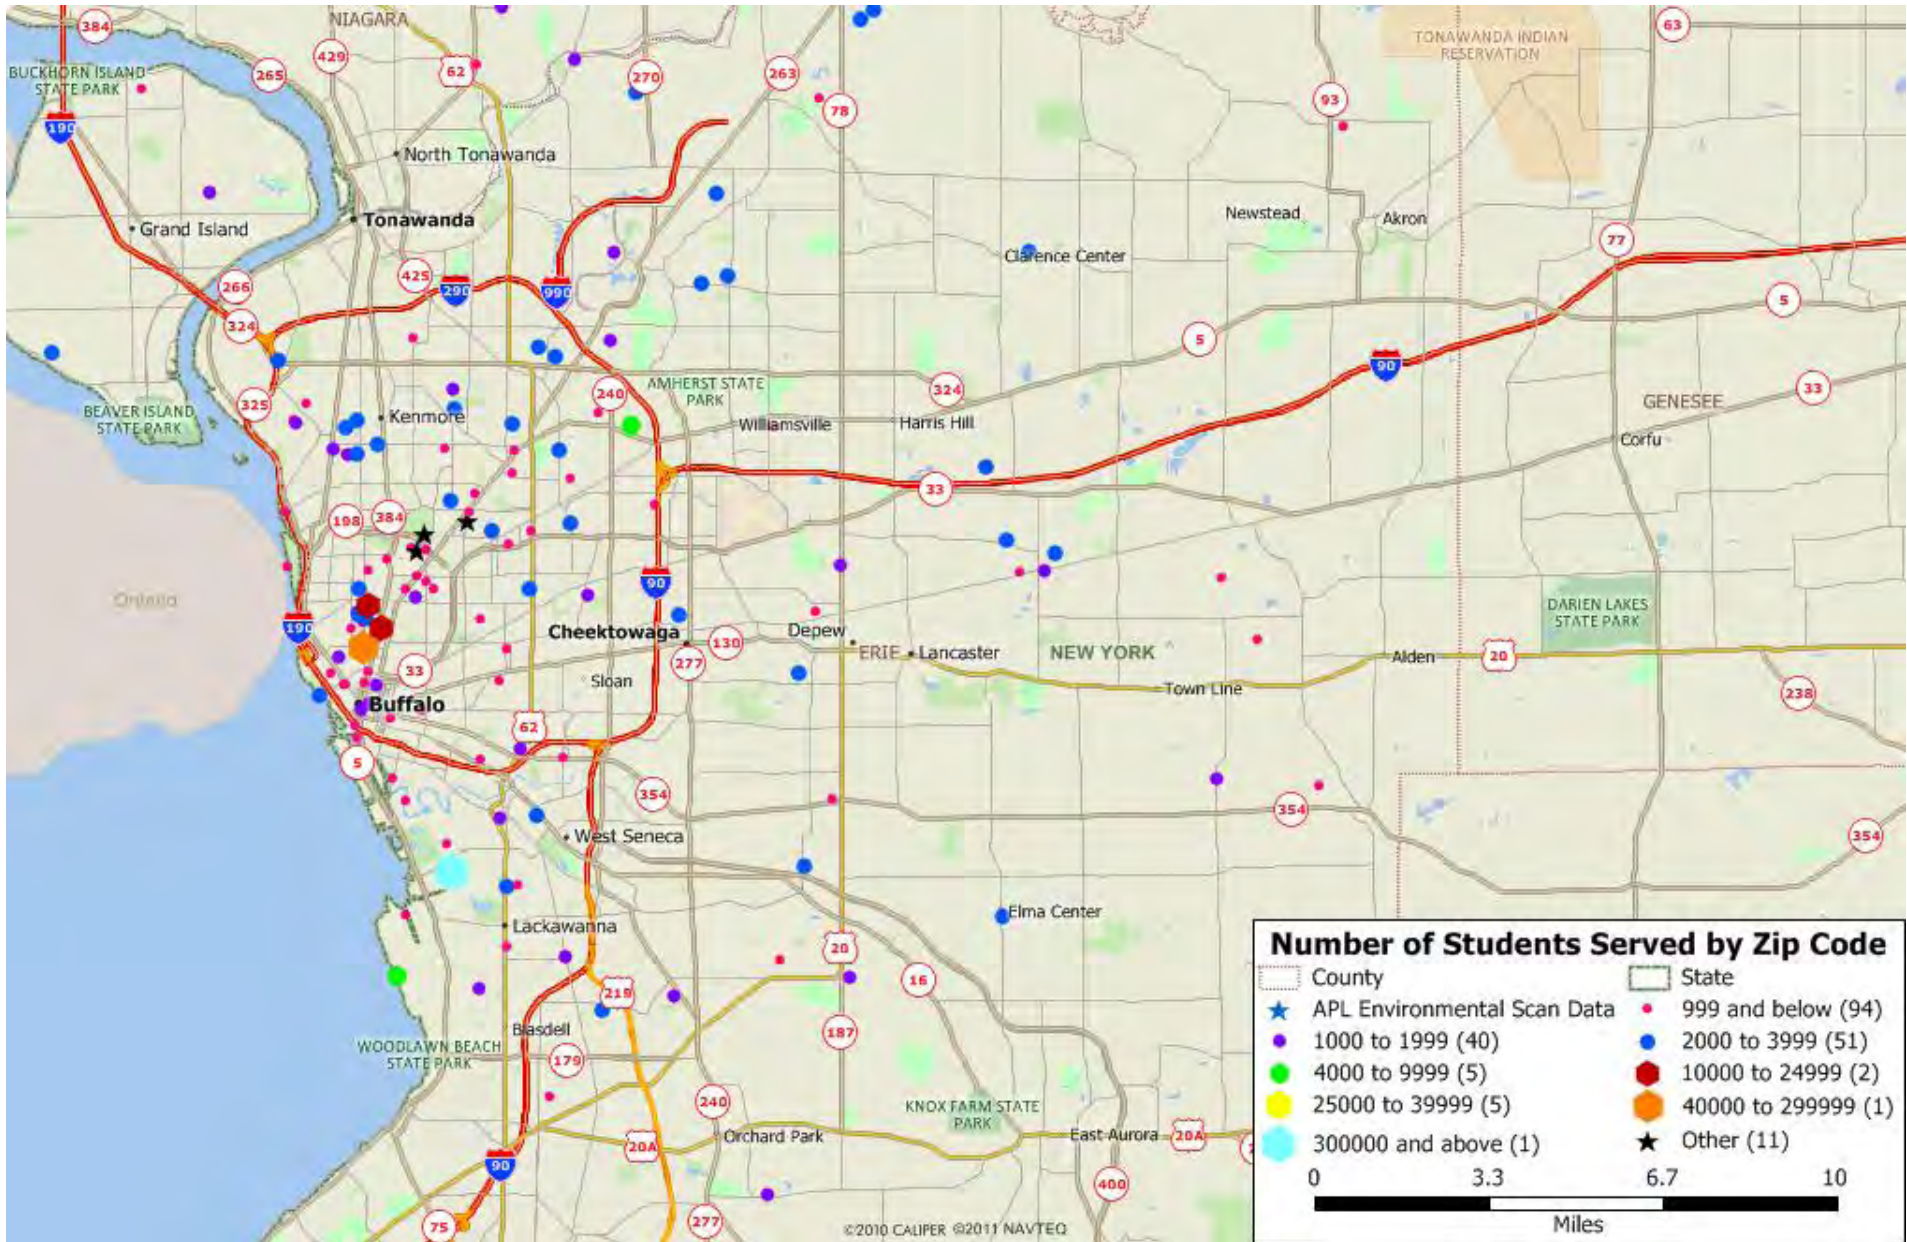 384
NIAGARA
429
62
265
270
263
78
63
TONAWANDA INDIAN
RESERVATION
BUCKHORN ISLAND
STATE PARK
190
93
North Tonawanda
Tonawanda
Grand Island
Newstead
Akron
77
Clarence Center
425
266
290
990
5
324
5
90
AMHERST STATE
PARK
240
324
33
325
GENESEE
BEAVER ISLAND
STATE PARK
Kenmore
Williamsville
Harris Hill
Corfu
33
198
384
90
Ontario
DARIEN LAKES
STATE PARK
190
Cheektowaga
130
Depew
ERIE
Lancaster
NEW YORK
Alden
20
277
33
Sloan
Town Line
238
Buffalo
62
5
354
354
354
West Seneca
Elma Center
Lackawanna
20
16
219
Blasdell
187
WOODLAWN BEACH
STATE PARK
179
240
KNOX FARM STATE
PARK
Orchard Park
East Aurora
20A
20A
90
400
75
277
©2010 CALIPER ©2011 NAVTEQ
Number of Students Served by Zip Code
County
State
APL Environmental Scan Data
999 and below (94)
1000 to 1999 (40)
2000 to 3999 (51)
4000 to 9999 (5)
10000 to 24999 (2)
25000 to 39999 (5)
40000 to 299999 (1)
300000 and above (1)
Other (11)
0 3.3 6.7 10
Miles